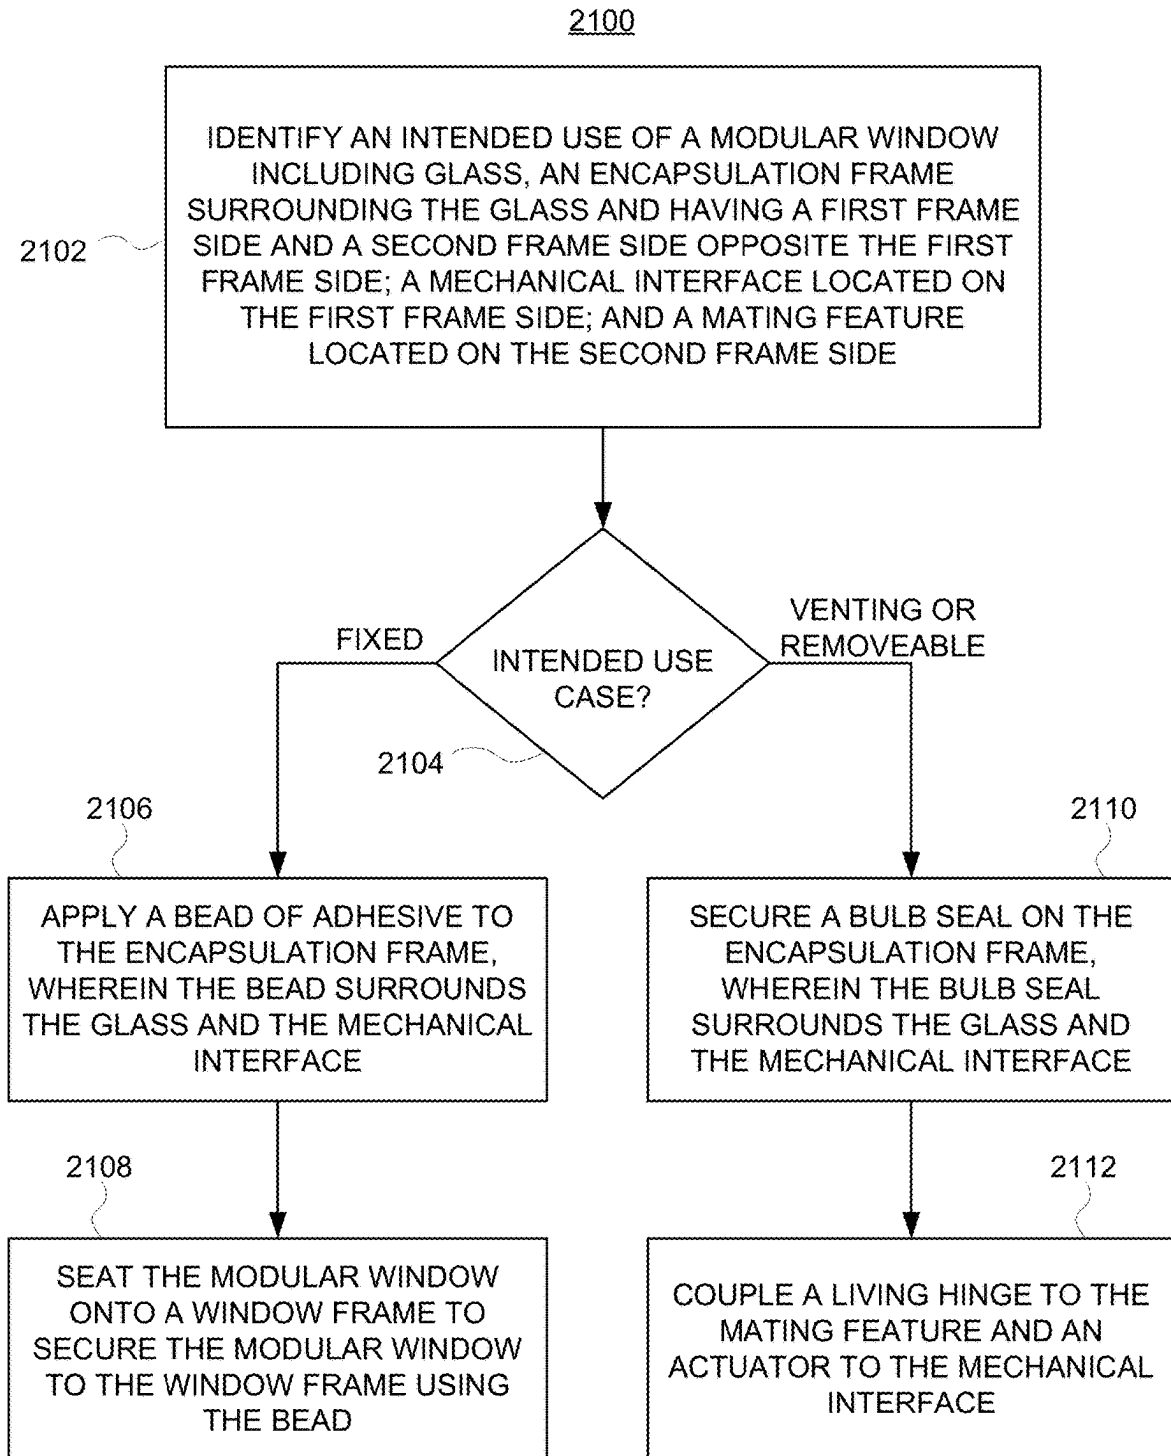 2100
IDENTIFY AN INTENDED USE OF A MODULAR WINDOW
INCLUDING GLASS, AN ENCAPSULATION FRAME
SURROUNDING THE GLASS AND HAVING A FIRST FRAME
SIDE AND A SECOND FRAME SIDE OPPOSITE THE FIRST
FRAME SIDE; A MECHANICAL INTERFACE LOCATED ON
THE FIRST FRAME SIDE; AND A MATING FEATURE
LOCATED ON THE SECOND FRAME SIDE
2102
FIXED
VENTING OR
REMOVEABLE
INTENDED USE
CASE?
2104
2106
APPLY A BEAD OF ADHESIVE TO
THE ENCAPSULATION FRAME,
WHEREIN THE BEAD SURROUNDS
THE GLASS AND THE MECHANICAL
INTERFACE
2108
SEAT THE MODULAR WINDOW
ONTO A WINDOW FRAME TO
SECURE THE MODULAR WINDOW
TO THE WINDOW FRAME USING
THE BEAD
2110
SECURE A BULB SEAL ON THE
ENCAPSULATION FRAME,
WHEREIN THE BULB SEAL
SURROUNDS THE GLASS AND
THE MECHANICAL INTERFACE
2112
COUPLE A LIVING HINGE TO THE
MATING FEATURE AND AN
ACTUATOR TO THE MECHANICAL
INTERFACE